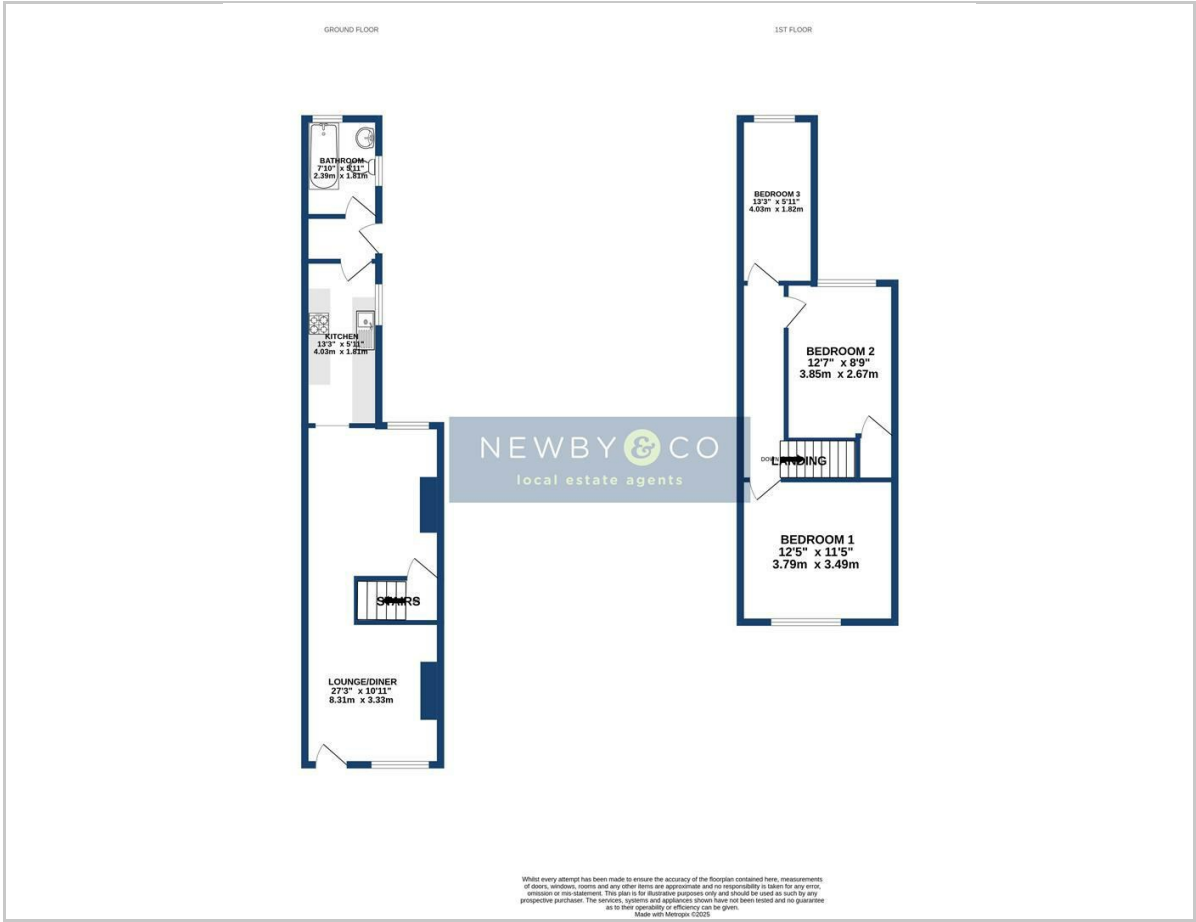 GROUND FLOOR
1ST FLOOR
BATHROOM
7'10" x 5'11"
2.39m x 1.81m
KITCHEN
13'3" x 5'11"
4.03m x 1.81m
STAIRS
LOUNGE/DINER
27'3" x 10'11"
8.31m x 3.33m
BEDROOM 3
13'3" x 5'11"
4.03m x 1.82m
BEDROOM 2
12'7" x 8'9"
3.85m x 2.67m
DOWN
LANDING
BEDROOM 1
12'5" x 11'5"
3.79m x 3.49m
NEWBY & CO
local estate agents
Whilst every attempt has been made to ensure the accuracy of the floorplan contained here, measurements
of doors, windows, rooms and any other items are approximate and no responsibility is taken for any error,
omission or mis-statement. This plan is for illustrative purposes only and should be used as such by any
prospective purchaser. The services, systems and appliances shown have not been tested and no guarantee
as to their operability or efficiency can be given.
Made with Metropix ©2025